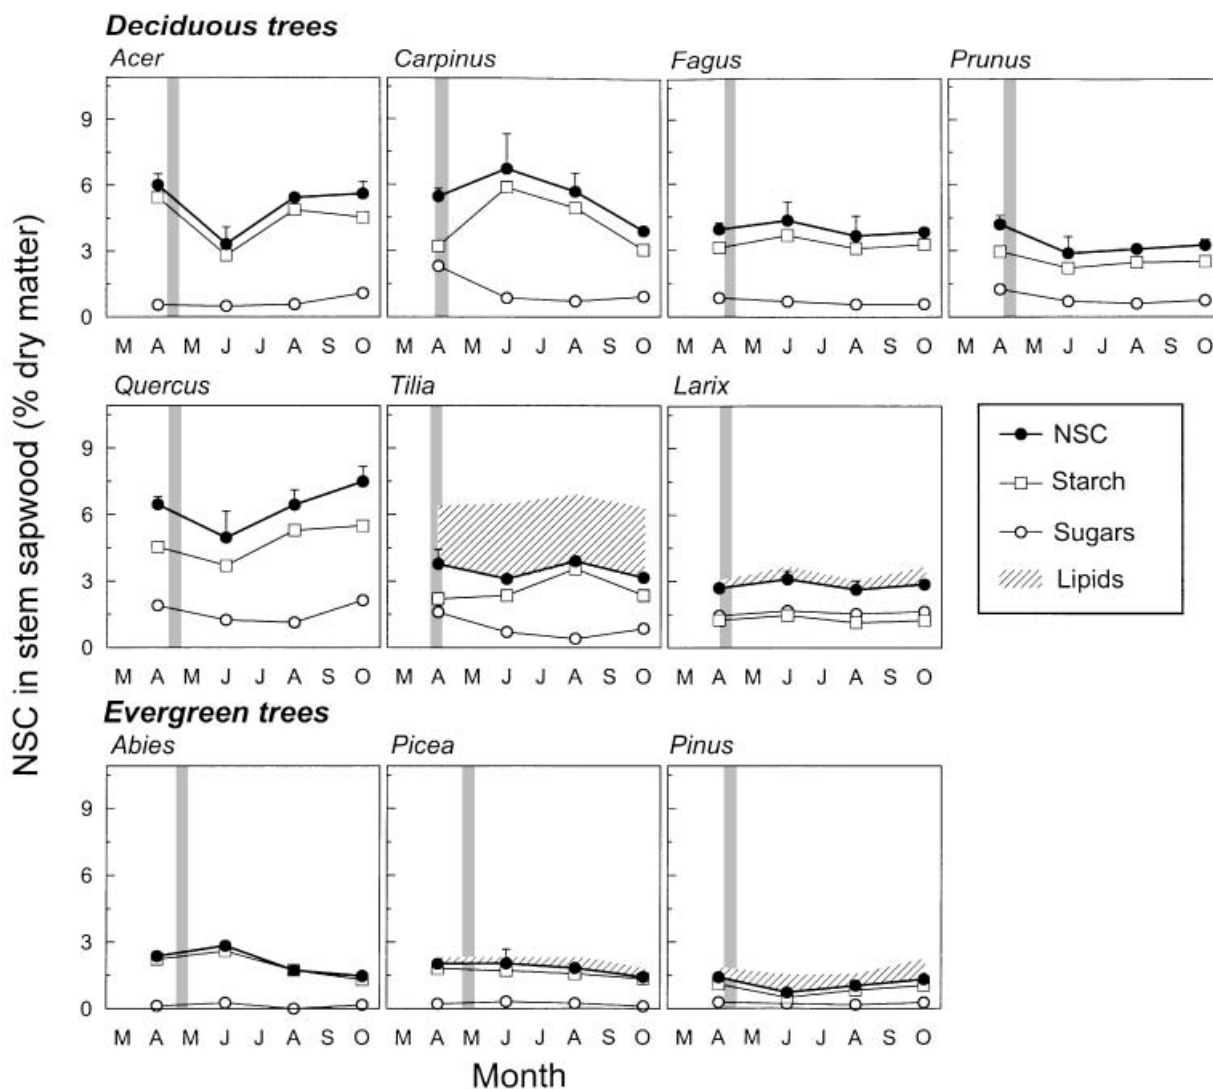 Deciduous trees
Acer Carpinus Fagus Prunus
9
6
3
0
M A M J J A S O M A M J J A S O M A M J J A S O M A M J J A S O
Quercus Tilia Larix
9
6
3
0
M A M J J A S O M A M J J A S O M A M J J A S O
NSC
Starch
Sugars
Lipids
Evergreen trees
Abies Picea Pinus
9
6
3
0
M A M J J A S O M A M J J A S O M A M J J A S O
Month
NSC in stem sapwood (% dry matter)